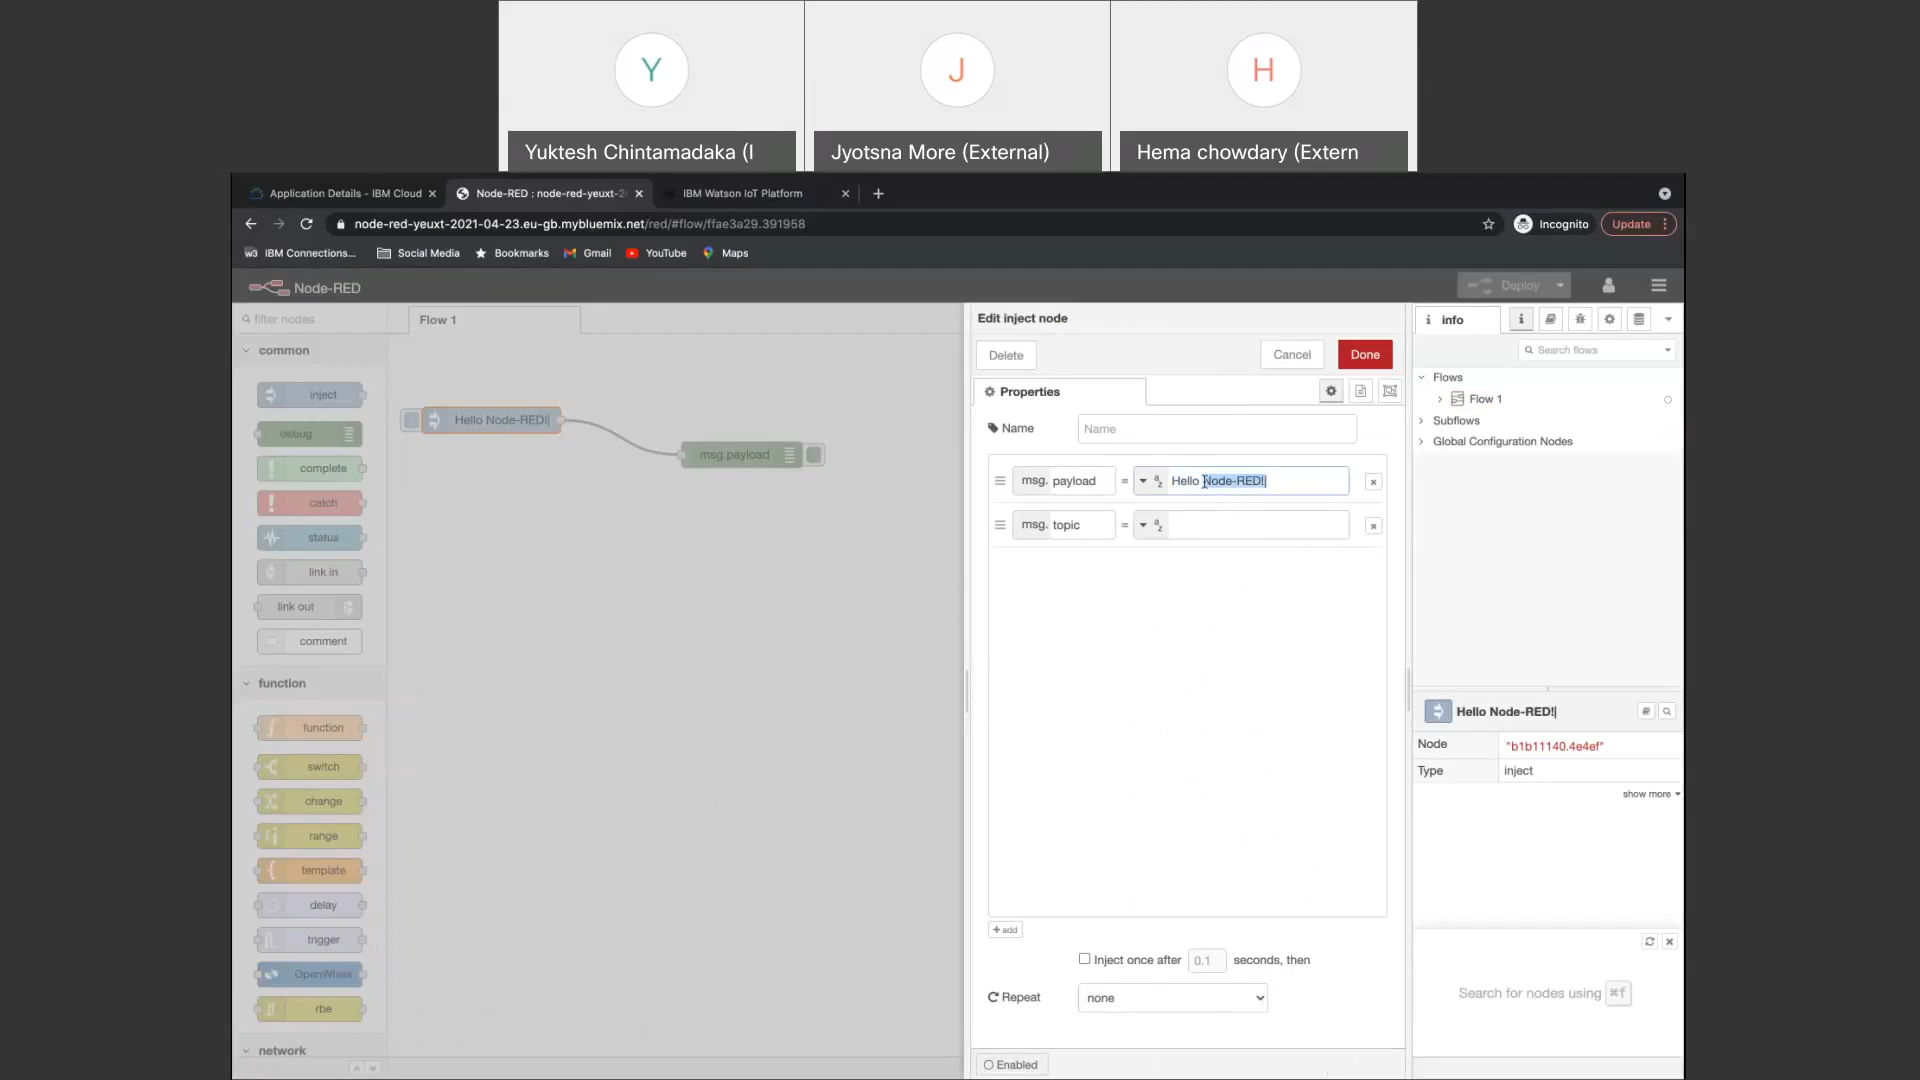 Y
J
H
Yuktesh Chintamadaka (I
Jyotsna More (External)
Hema chowdary (Extern
Application Details - IBM Cloud
Node-RED : node-red-yeuxt-2
IBM Watson IoT Platform
node-red-yeuxt-2021-04-23.eu-gb.mybluemix.net/red/#flow/ffae3a29.391958
Incognito
Update
IBM Connections...
Social Media
Bookmarks
Gmail
YouTube
Maps
Node-RED
Deploy
filter nodes
common
inject
debug
complete
catch
status
link in
link out
comment
function
function
switch
change
range
template
delay
trigger
OpenWhisk
rbe
network
Flow 1
Hello Node-RED!
msg.payload
Edit inject node
Delete
Cancel
Done
Properties
Name
Name
msg. payload = Hello Node-RED!
msg. topic =
+ add
Inject once after 0.1 seconds, then
Repeat none
Enabled
i info
Search flows
Flows
Flow 1
Subflows
Global Configuration Nodes
Hello Node-RED!|
Node "b1b11140.4e4ef"
Type inject
show more
Search for nodes using ⌘f